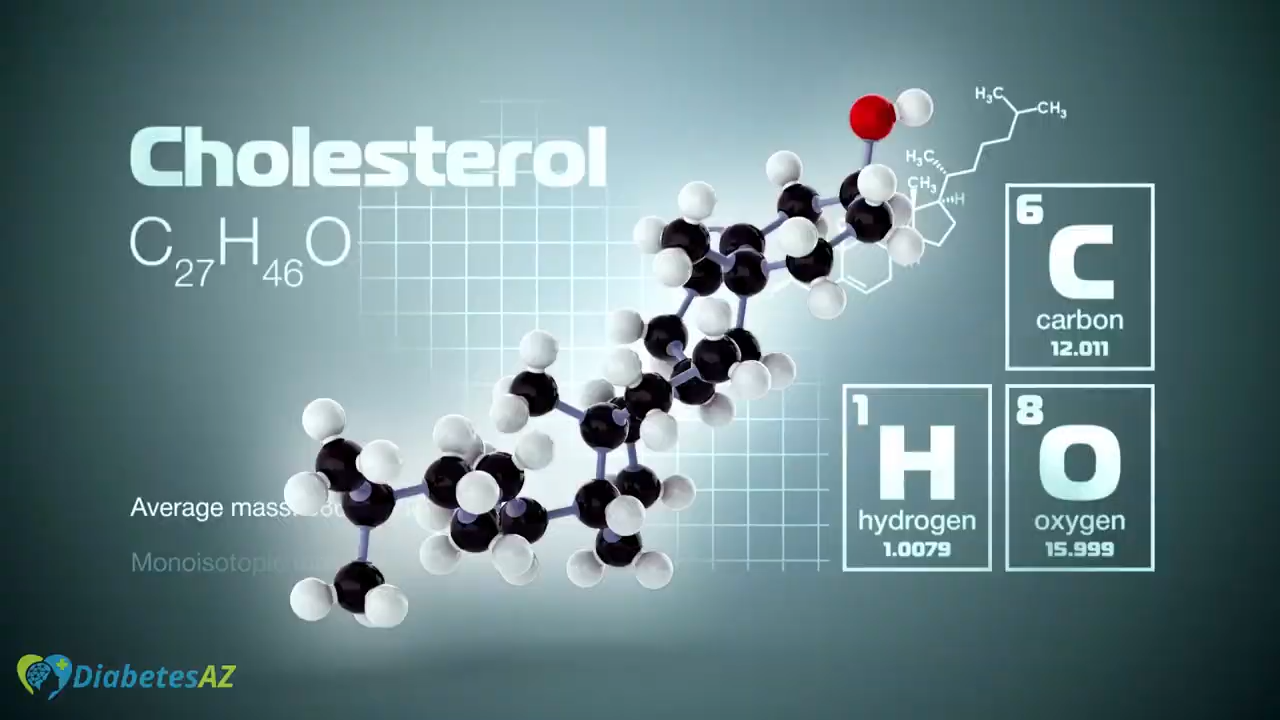 Cholesterol
C27H46O
H3C
CH3
H3C
CH3
H
6
C
carbon
12.011
1
H
hydrogen
1.0079
8
O
oxygen
15.999
Average mass
DiabetesAZ